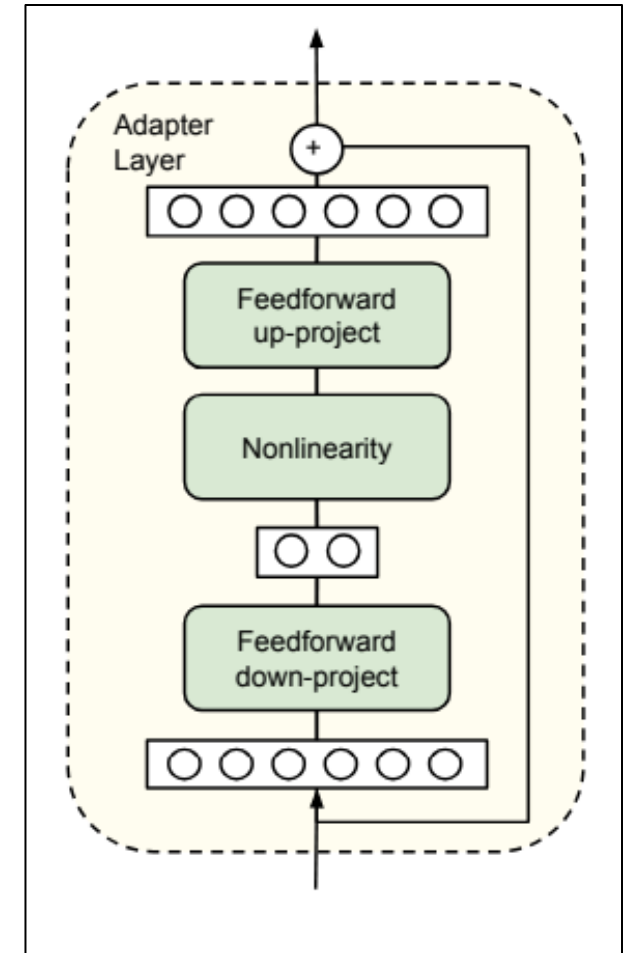 Adapter
Layer
+
Feedforward
up-project
Nonlinearity
Feedforward
down-project